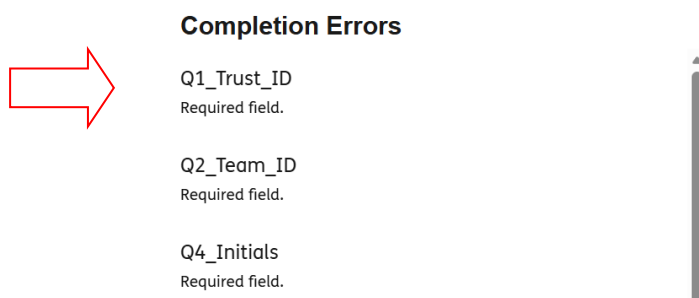 Completion Errors
Q1_Trust_ID
Required field.
Q2_Team_ID
Required field.
Q4_Initials
Required field.